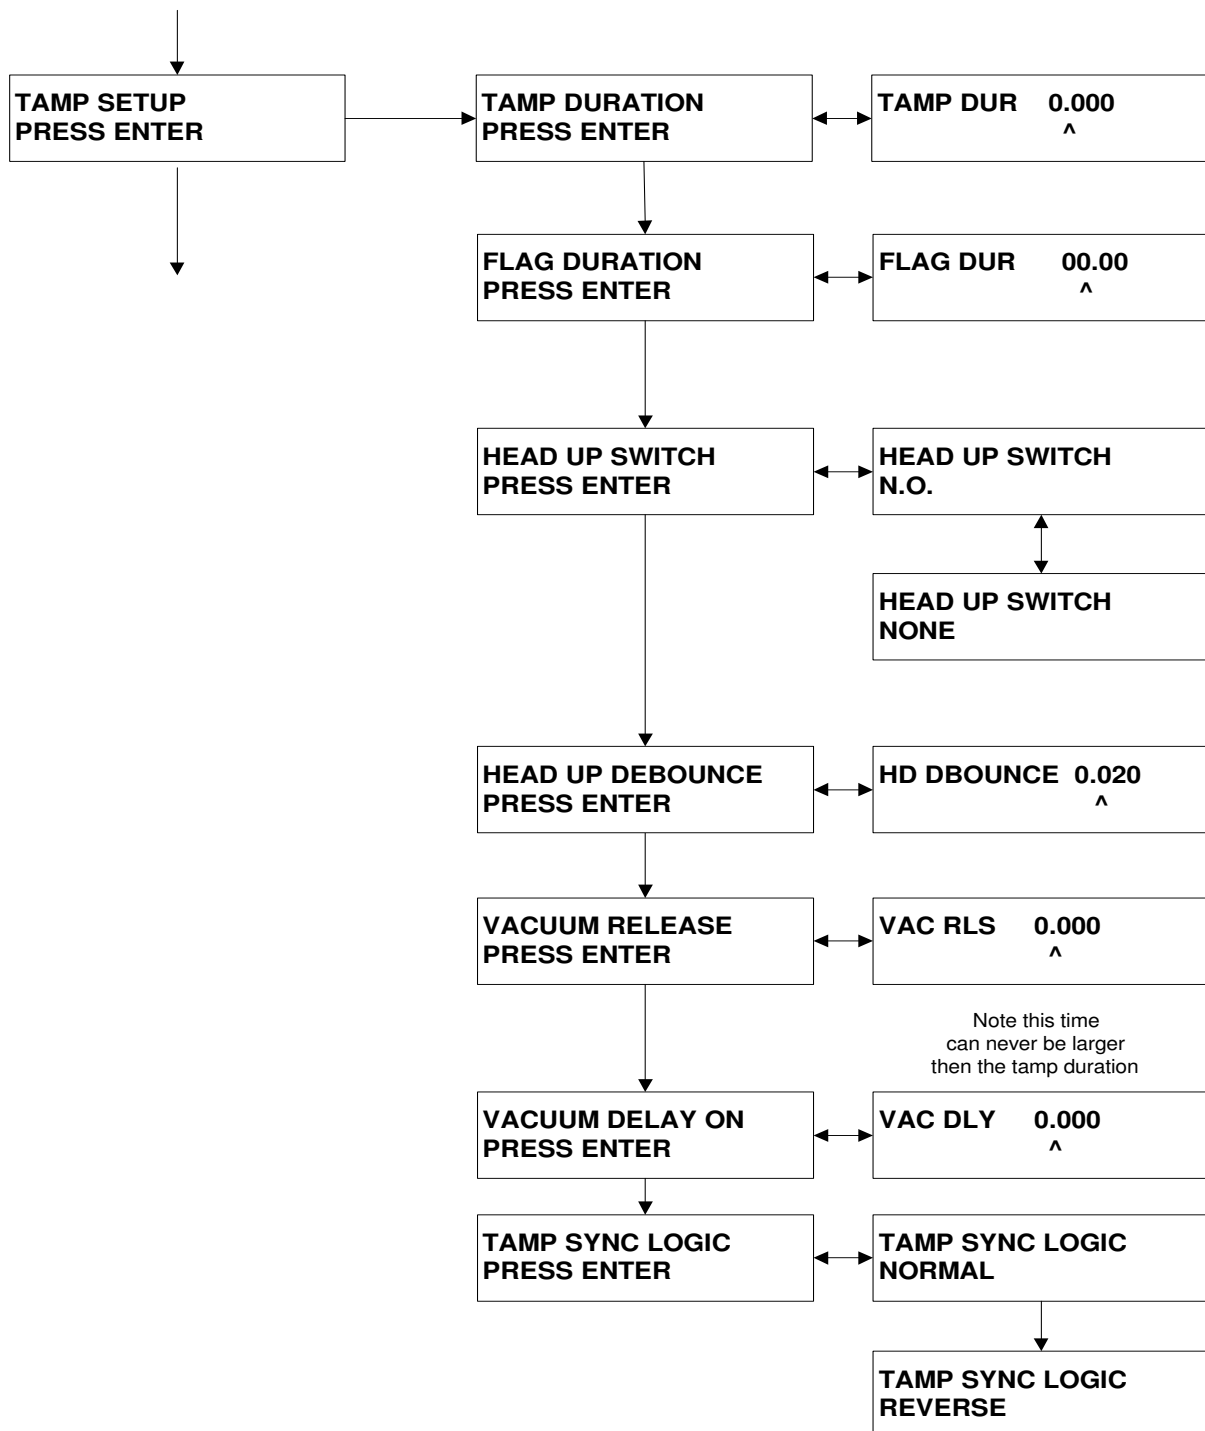 TAMP SETUP
PRESS ENTER
TAMP DURATION
PRESS ENTER
TAMP DUR 0.000
^
FLAG DURATION
PRESS ENTER
FLAG DUR 00.00
^
HEAD UP SWITCH
PRESS ENTER
HEAD UP SWITCH
N.O.
HEAD UP SWITCH
NONE
HEAD UP DEBOUNCE
PRESS ENTER
HD DBOUNCE 0.020
^
VACUUM RELEASE
PRESS ENTER
VAC RLS 0.000
^
Note this time
can never be larger
then the tamp duration
VACUUM DELAY ON
PRESS ENTER
VAC DLY 0.000
^
TAMP SYNC LOGIC
PRESS ENTER
TAMP SYNC LOGIC
NORMAL
TAMP SYNC LOGIC
REVERSE